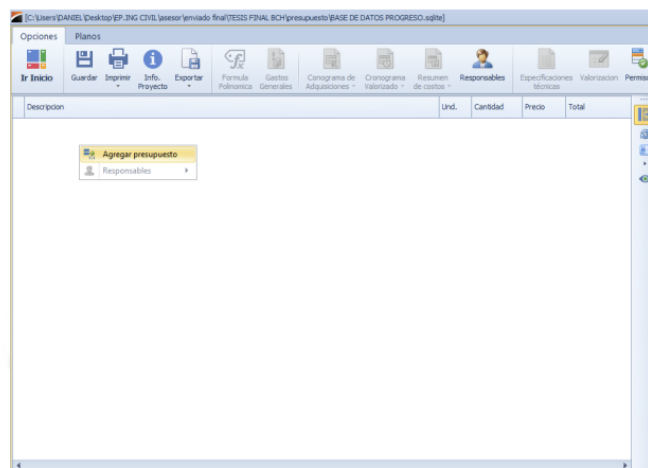 [C:\Users\DANIEL\Desktop\EP.ING CIVIL\asesor\enviado final\TESIS FINAL BCH\presupuesto\BASE DE DATOS PROGRESO.sqlite]
Opciones Planos
Ir Inicio Guardar Imprimir Info. Proyecto Exportar Formula Polinomica Gastos Generales Cronograma de Adquisiciones Cronograma Valorizado Resumen de costos Responsables Especificaciones técnicas Valorizacion Permiso
Descripcion Und. Cantidad Precio Total
Agregar presupuesto
Responsables